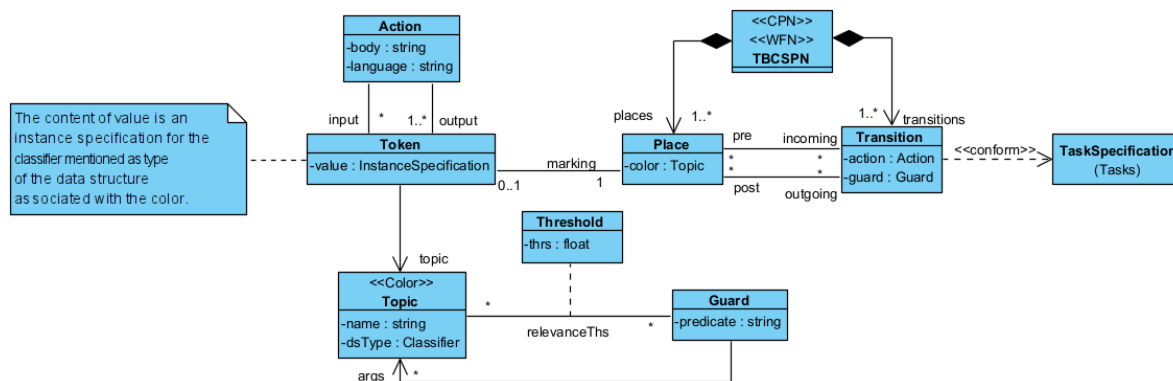 Action
-body : string
-language : string
<<CPN>>
<<WFN>>
TBCSPN
The content of value is an
instance specification for the
classifier mentioned as type
of the data structure
as sociated with the color.
input
*
1..*
output
places
1..*
1..*
transitions
Token
-value : InstanceSpecification
marking
0..1
1
Place
-color : Topic
pre
incoming
*
*
*
*
post
outgoing
Transition
-action : Action
-guard : Guard
<<conform>>
TaskSpecification
(Tasks)
Threshold
-thrs : float
topic
<<Color>>
Topic
-name : string
-dsType : Classifier
*
relevanceThs
*
Guard
-predicate : string
args
*